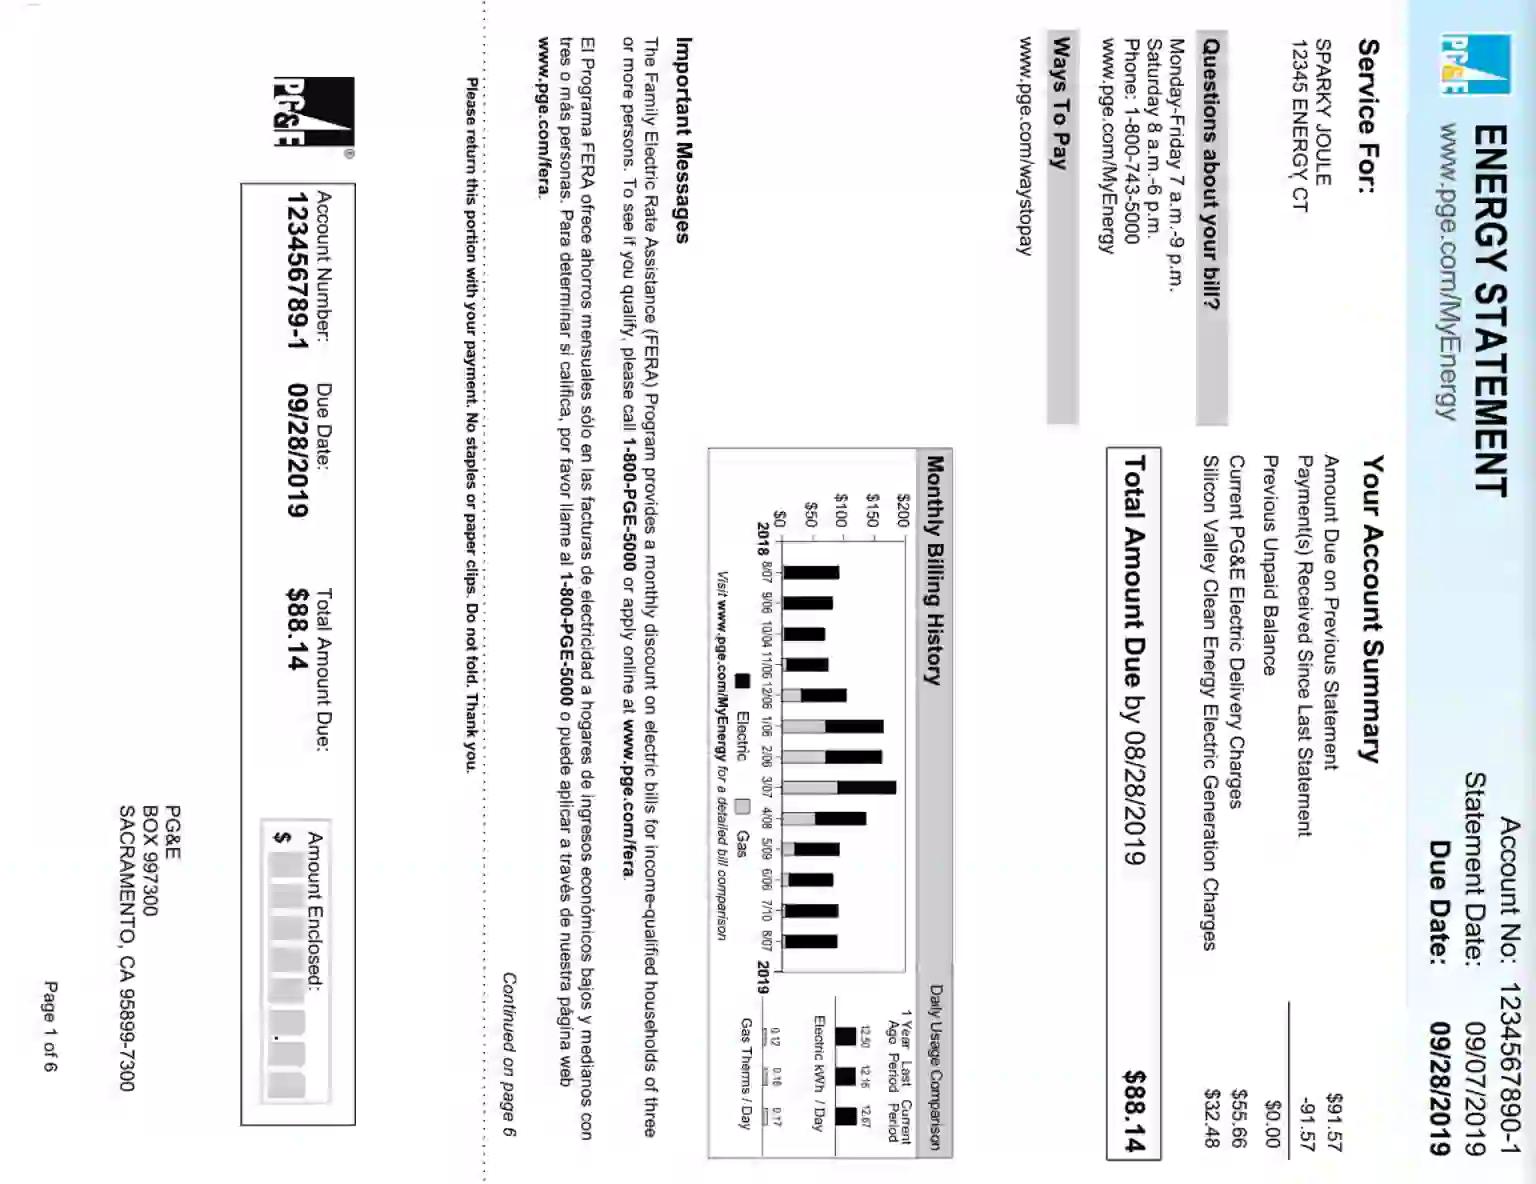 PG&E
ENERGY STATEMENT
www.pge.com/MyEnergy
Account No: 1234567890-1
Statement Date: 09/07/2019
Due Date: 09/28/2019
Service For:
SPARKY JOULE
12345 ENERGY CT
Questions about your bill?
Monday-Friday 7 a.m.-9 p.m.
Saturday 8 a.m.-6 p.m.
Phone: 1-800-743-5000
www.pge.com/MyEnergy
Ways To Pay
www.pge.com/waystopay
Your Account Summary
Amount Due on Previous Statement $91.57
Payment(s) Received Since Last Statement -91.57
Previous Unpaid Balance $0.00
Current PG&E Electric Delivery Charges $55.66
Silicon Valley Clean Energy Electric Generation Charges $32.48
Total Amount Due by 08/28/2019 $88.14
Monthly Billing History
Daily Usage Comparison
$200
$150
$100
$50
$0
2018 8/07 9/06 10/04 11/06 12/06 1/06 2/06 3/07 4/08 5/09 6/06 7/10 8/07 2019
Electric Gas
Visit www.pge.com/MyEnergy for a detailed bill comparison
1 Year Last Current
Ago Period Period
12.50 12.16 12.67
Electric kWh / Day
0.17 0.16 0.17
Gas Therms / Day
Important Messages
The Family Electric Rate Assistance (FERA) Program provides a monthly discount on electric bills for income-qualified households of three
or more persons. To see if you qualify, please call 1-800-PGE-5000 or apply online at www.pge.com/fera.
El Programa FERA ofrece ahorros mensuales sólo en las facturas de electricidad a hogares de ingresos económicos bajos y medianos con
tres o más personas. Para determinar si califica, por favor llame al 1-800-PGE-5000 o puede aplicar a través de nuestra página web
www.pge.com/fera.
Continued on page 6
Please return this portion with your payment. No staples or paper clips. Do not fold. Thank you.
PG&E®
Account Number: Due Date: Total Amount Due: Amount Enclosed:
123456789-1 09/28/2019 $88.14 $ .
PG&E
BOX 997300
SACRAMENTO, CA 95899-7300
Page 1 of 6